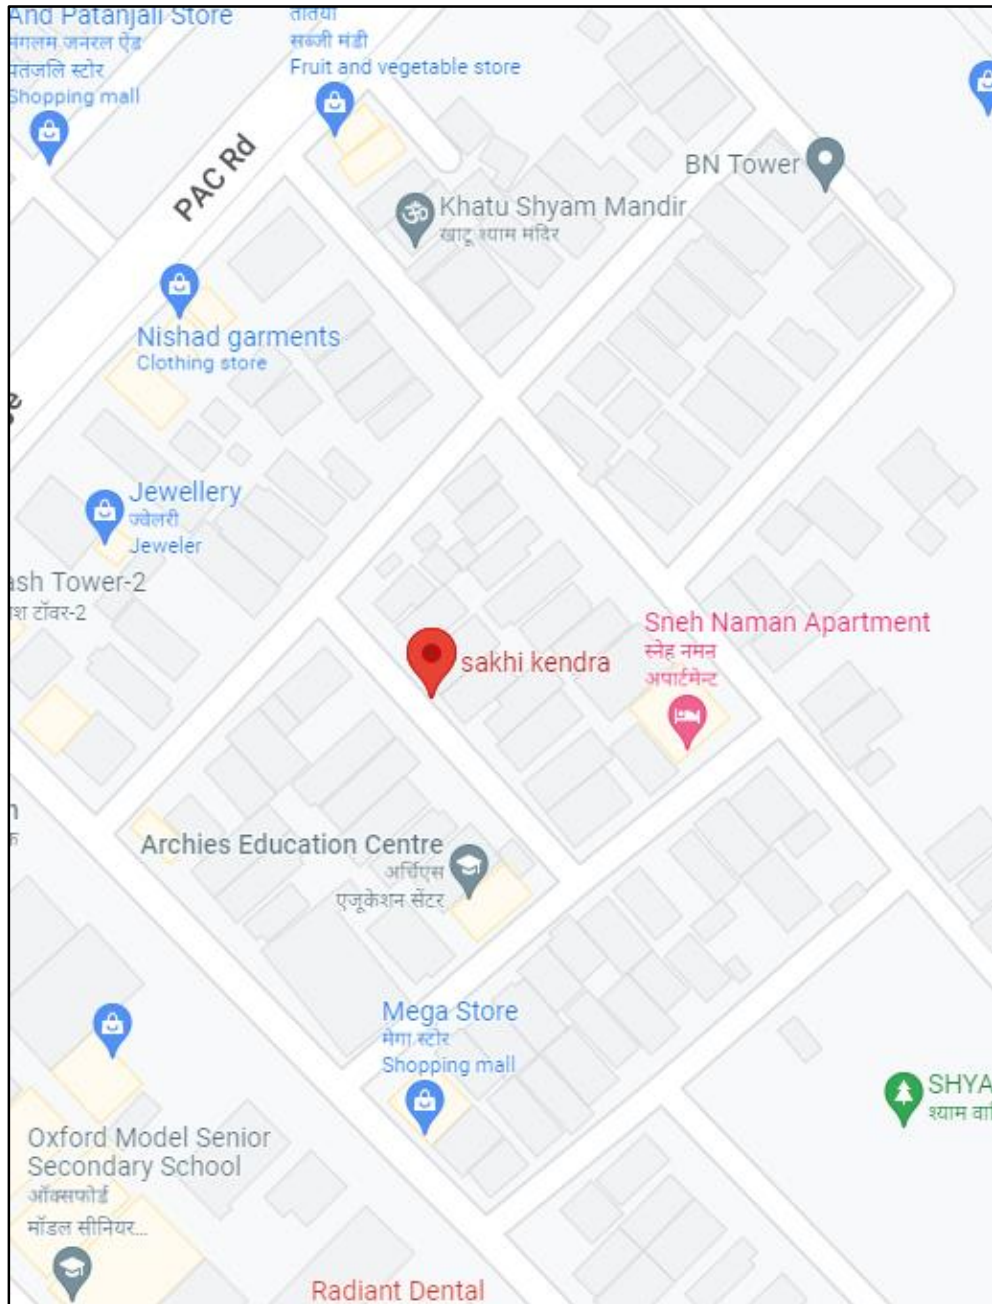 And Patanjali Store
मंगलम जनरल ऐंड
पतंजलि स्टोर
Shopping mall
सब्जी मंडी
Fruit and vegetable store
PAC Rd
BN Tower
Khatu Shyam Mandir
खाटू श्याम मंदिर
Nishad garments
Clothing store
Jewellery
ज्वेलरी
Jeweler
ash Tower-2
श टॉवर-2
Sneh Naman Apartment
स्नेह नमन
अपार्टमेन्ट
sakhi kendra
Archies Education Centre
अर्चिएस
एजूकेशन सेंटर
Mega Store
मेगा स्टोर
Shopping mall
SHYA
श्याम वा
Oxford Model Senior
Secondary School
ऑक्सफोर्ड
मॉडल सीनियर...
Radiant Dental